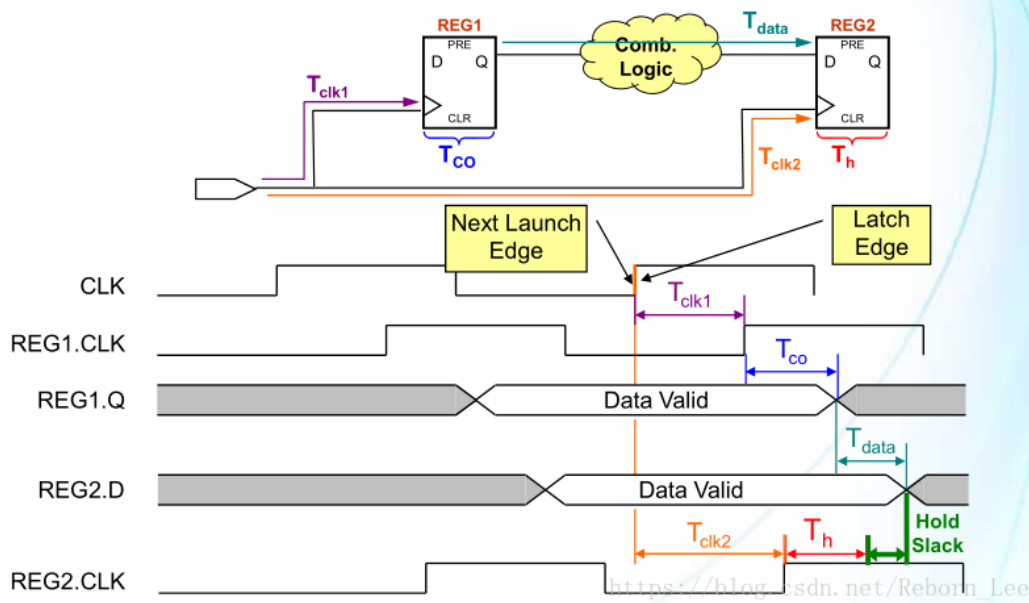 REG1
PRE
D Q
CLR
Tco
Tclk1
Comb.
Logic
Tdata
REG2
PRE
D Q
CLR
Th
Tclk2
Next Launch
Edge
Latch
Edge
CLK
Tclk1
REG1.CLK
Tco
REG1.Q
Data Valid
Tdata
REG2.D
Data Valid
Hold
Slack
Tclk2
Th
REG2.CLK
https://blog.csdn.net/Reborn_Lee